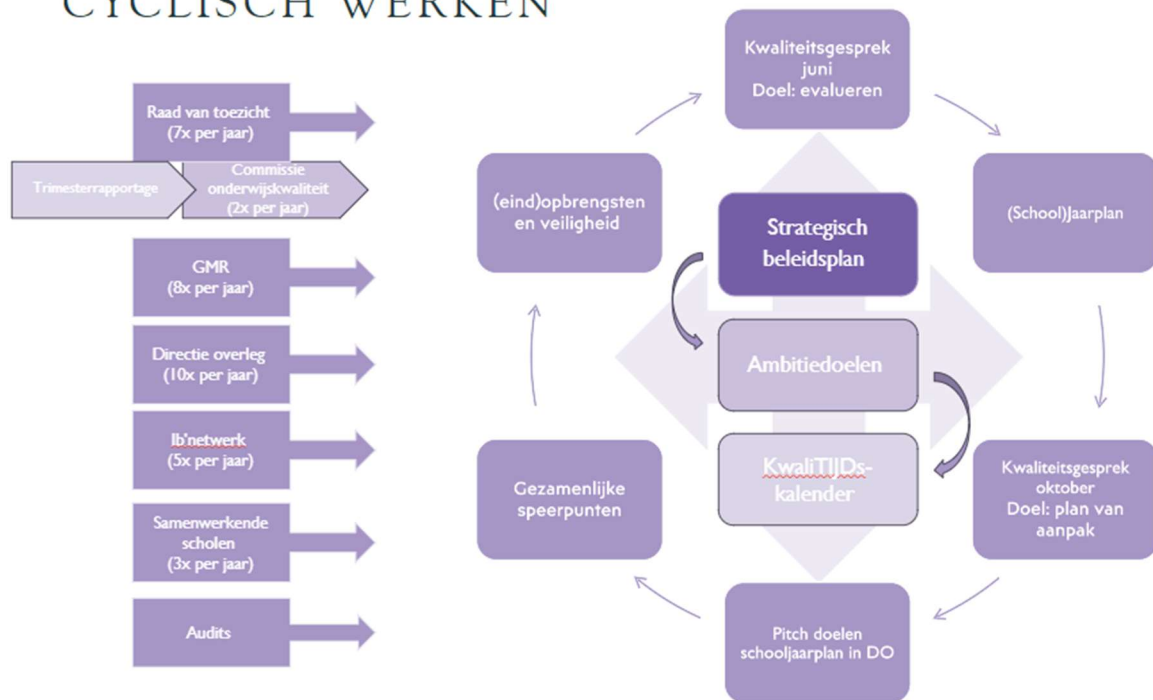 CYCLISCH WERKEN
Raad van toezicht
(7x per jaar)
Trimesterrapportage
Commissie
onderwijskwaliteit
(2x per jaar)
GMR
(8x per jaar)
Directie overleg
(10x per jaar)
Ib'netwerk
(5x per jaar)
Samenwerkende
scholen
(3x per jaar)
Audits
Kwaliteitsgesprek
juni
Doel: evalueren
(School)Jaarplan
Kwaliteitsgesprek
oktober
Doel: plan van
aanpak
Pitch doelen
schooljaarplan in DO
Gezamenlijke
speerpunten
(eind)opbrengsten
en veiligheid
Strategisch
beleidsplan
Ambitiedoelen
KwaliTIJDs-
kalender